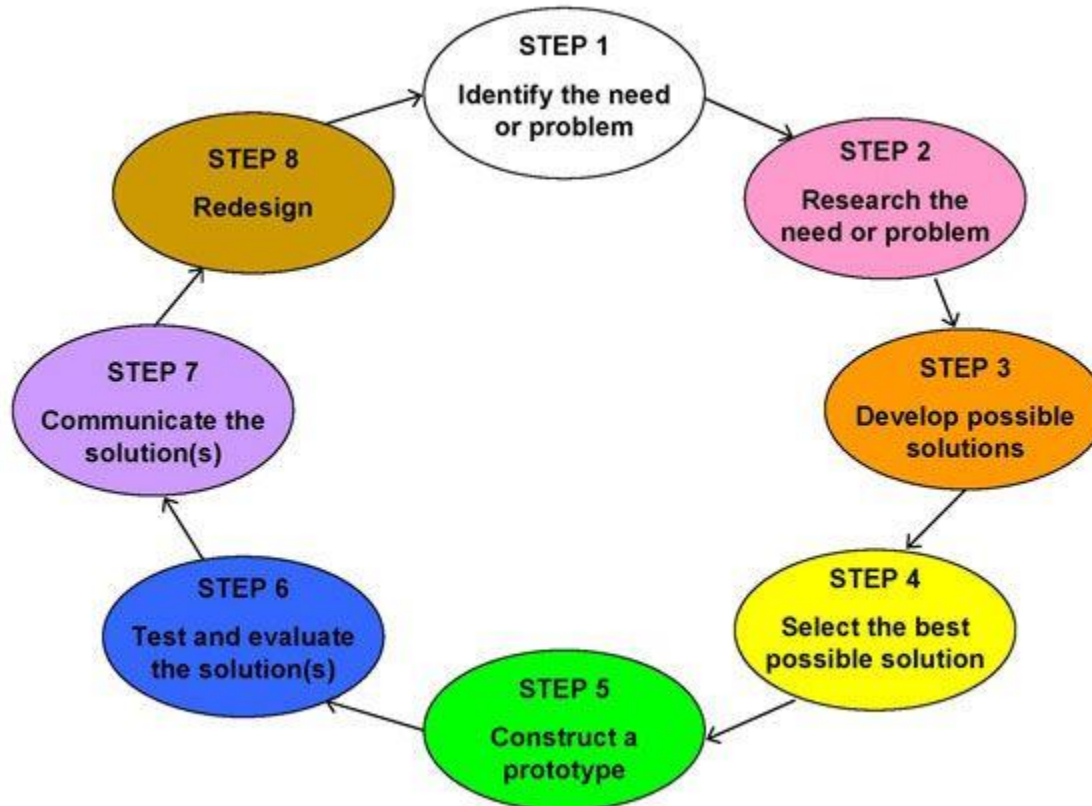 STEP 1
Identify the need
or problem
STEP 2
Research the
need or problem
STEP 3
Develop possible
solutions
STEP 4
Select the best
possible solution
STEP 5
Construct a
prototype
STEP 6
Test and evaluate
the solution(s)
STEP 7
Communicate the
solution(s)
STEP 8
Redesign